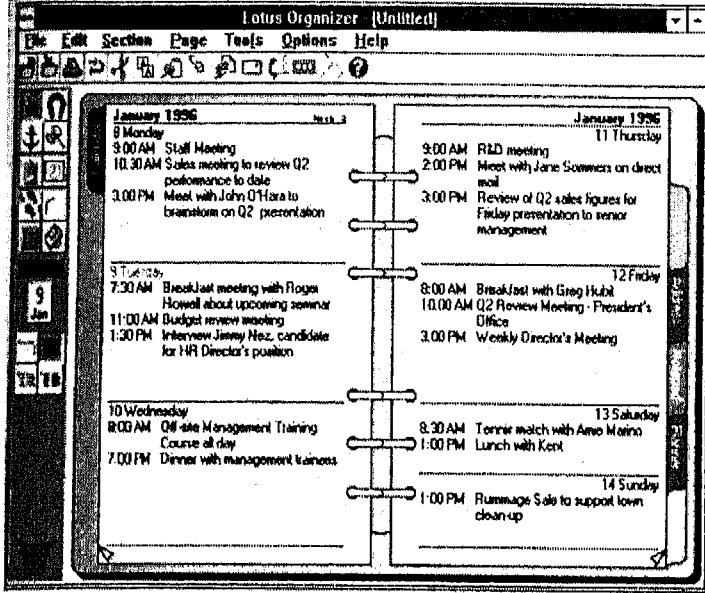 Lotus Organizer - [Untitled]
File Edit Section Page Tools Options Help
January 1996
Week 2
8 Monday
9:00 AM Staff Meeting
10:30 AM Sales meeting to review Q2
performance to date
3:00 PM Meet with John O'Hara to
brainstorm on Q2 presentation
9 Tuesday
7:30 AM Breakfast meeting with Roger
Howell about upcoming seminar
11:00 AM Budget review meeting
1:30 PM Interview Jimmy Nez, candidate
for HR Director's position
10 Wednesday
8:00 AM Off-site Management Training
Course all day
7:00 PM Dinner with management trainees
January 1996
11 Thursday
9:00 AM R&D meeting
2:00 PM Meet with Jane Sommers on direct
mail
3:00 PM Review of Q2 sales figures for
Friday presentation to senior
management
12 Friday
8:00 AM Breakfast with Greg Hubit
10:00 AM Q2 Review Meeting - President's
Office
3:00 PM Weekly Director's Meeting
13 Saturday
8:30 AM Tennis match with Arno Marino
1:00 PM Lunch with Kent
14 Sunday
1:00 PM Rummage Sale to support town
clean-up
9
Jan